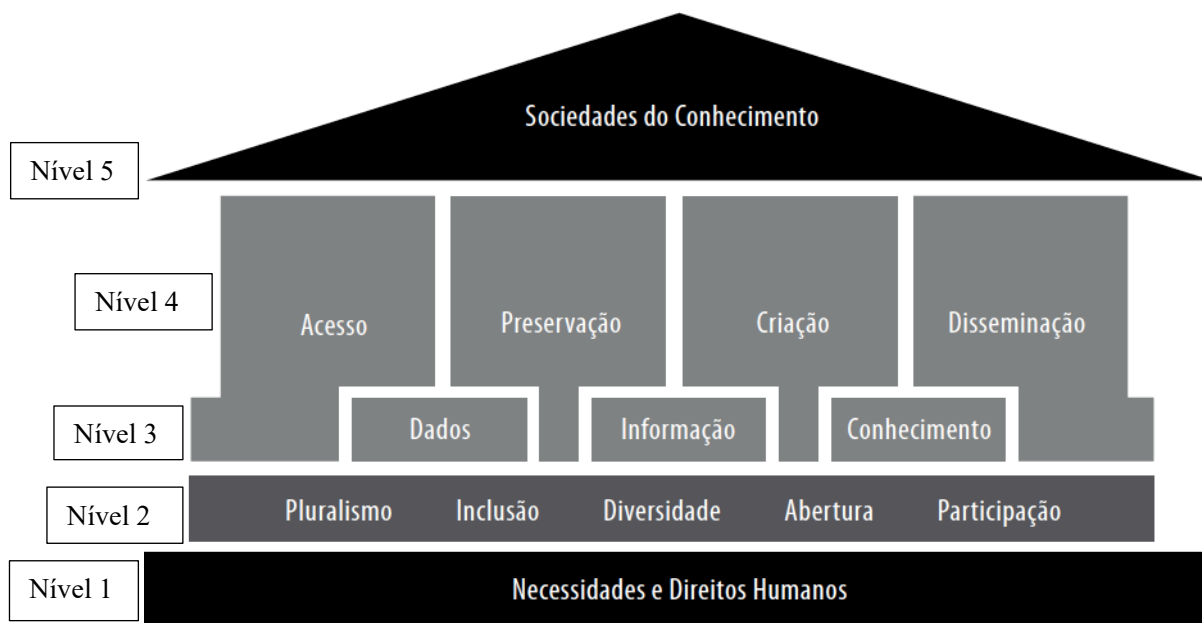 Sociedades do Conhecimento
Nível 5
Nível 4
Acesso Preservação Criação Disseminação
Nível 3
Dados Informação Conhecimento
Nível 2
Pluralismo Inclusão Diversidade Abertura Participação
Nível 1
Necessidades e Direitos Humanos